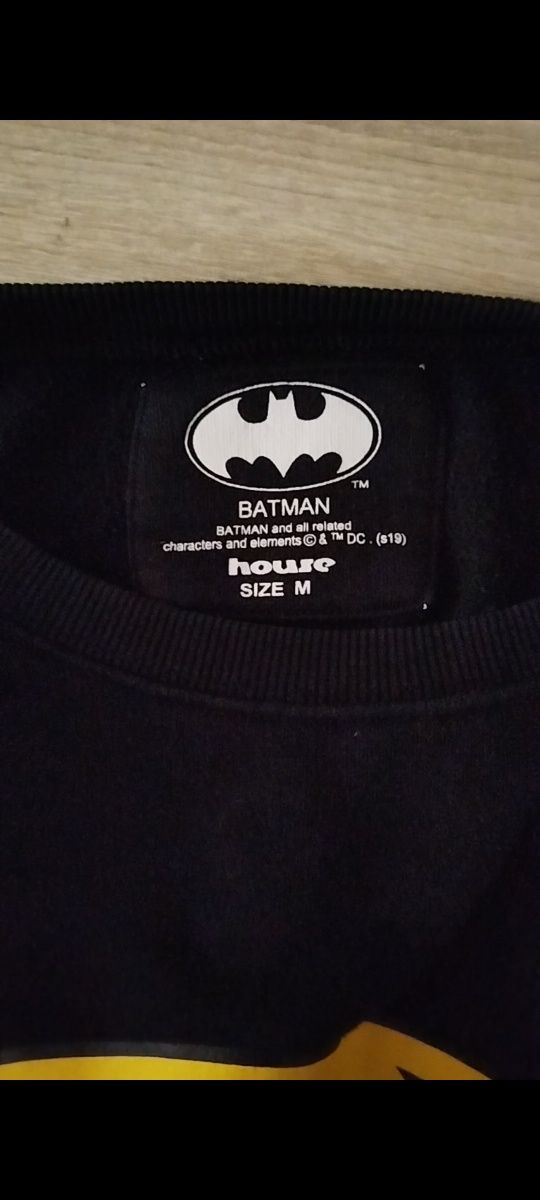 TM
BATMAN
BATMAN and all related
characters and elements © & ™ DC . (s19)
house
SIZE M